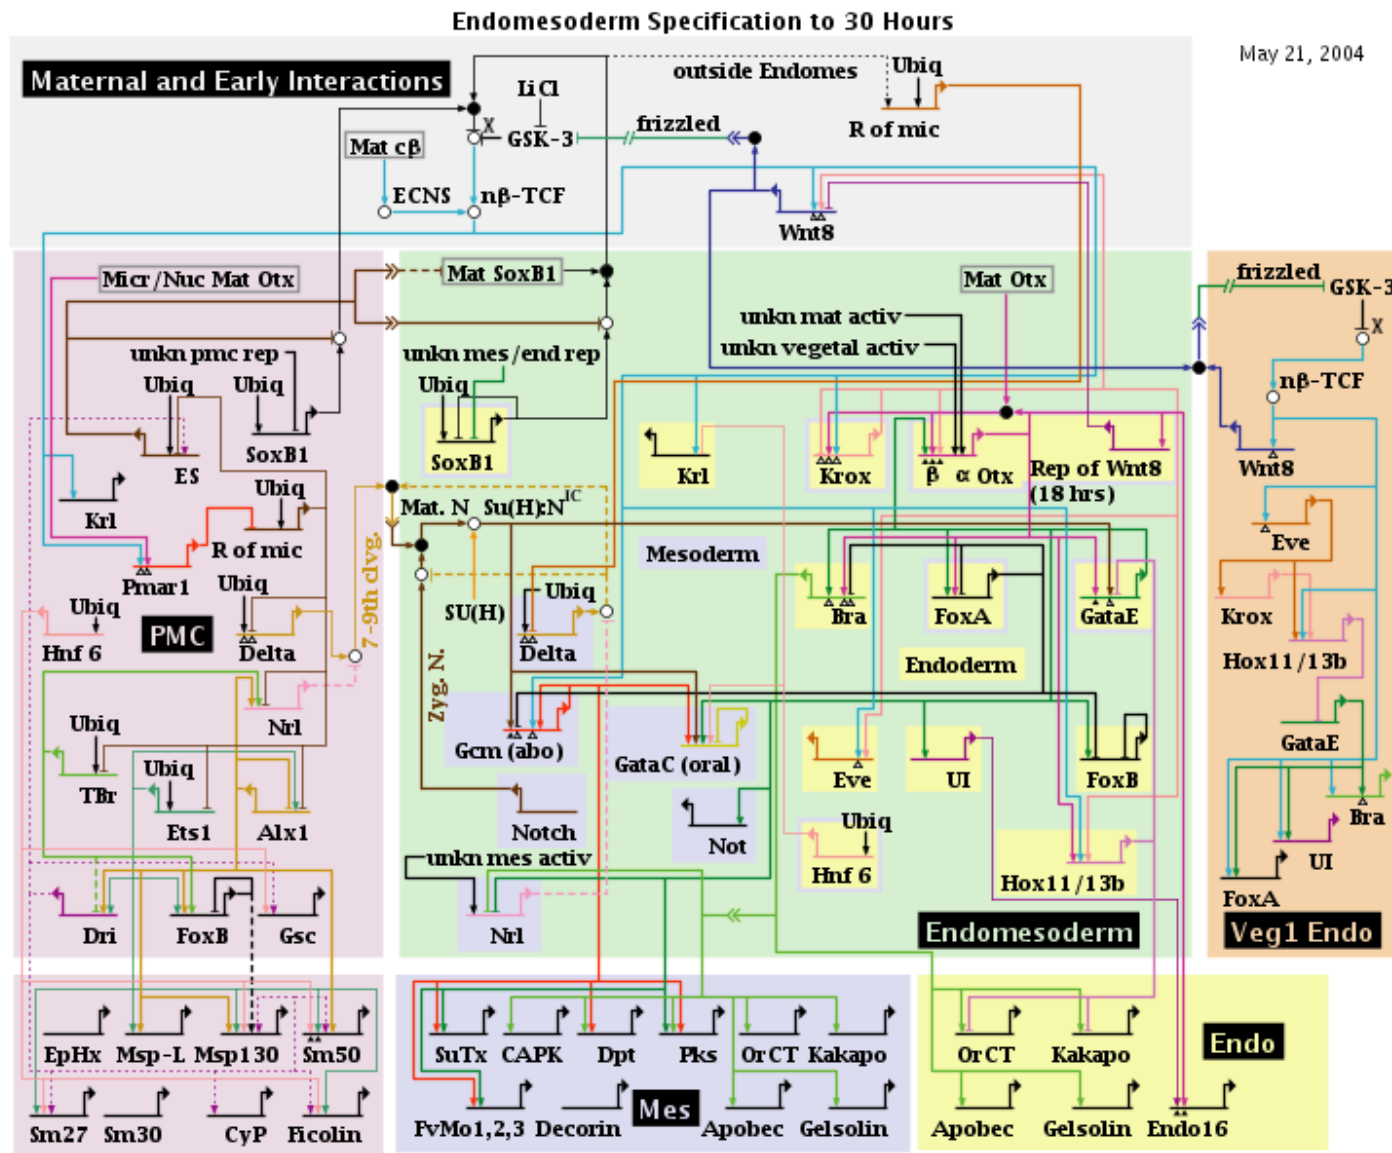 Endomesoderm Specification to 30 Hours
May 21, 2004
Maternal and Early Interactions
outside Endomes
Ubiq
R of mic
LiCl
X
GSK-3
frizzled
Mat cβ
ECNS
nβ-TCF
Wnt8
Micr/Nuc Mat Otx
Mat SoxB1
Mat Otx
frizzled
GSK-3
X
unkn mat activ
unkn vegetal activ
unkn pmc rep
unkn mes/end rep
nβ-TCF
Ubiq
Ubiq
Ubiq
SoxB1
ES
SoxB1
Krl
Krox
β
α
Otx
Rep of Wnt8
(18 hrs)
Wnt8
Krl
Ubiq
R of mic
Mat. N
Su(H):N
IC
Eve
Pmar1
7-9th clvg.
Mesoderm
Ubiq
Ubiq
SU(H)
Ubiq
Hnf 6
PMC
Delta
Delta
Bra
FoxA
GataE
Krox
Hox11/13b
Endoderm
Zyg. N.
Nrl
Ubiq
Gcm (abo)
GataC (oral)
Eve
UI
FoxB
GataE
TBr
Ubiq
Ets1
Alx1
Notch
Not
Ubiq
Hnf 6
Hox11/13b
Bra
UI
FoxA
unkn mes activ
Dri
FoxB
Gsc
Nrl
Endomesoderm
Veg1 Endo
EpHx
Msp-L
Msp130
Sm50
SuTx
CAPK
Dpt
Pks
OrCT
Kakapo
OrCT
Kakapo
Endo
Sm27
Sm30
CyP
Ficolin
FvMo1,2,3
Decorin
Mes
Apobec
Gelsolin
Apobec
Gelsolin
Endo16